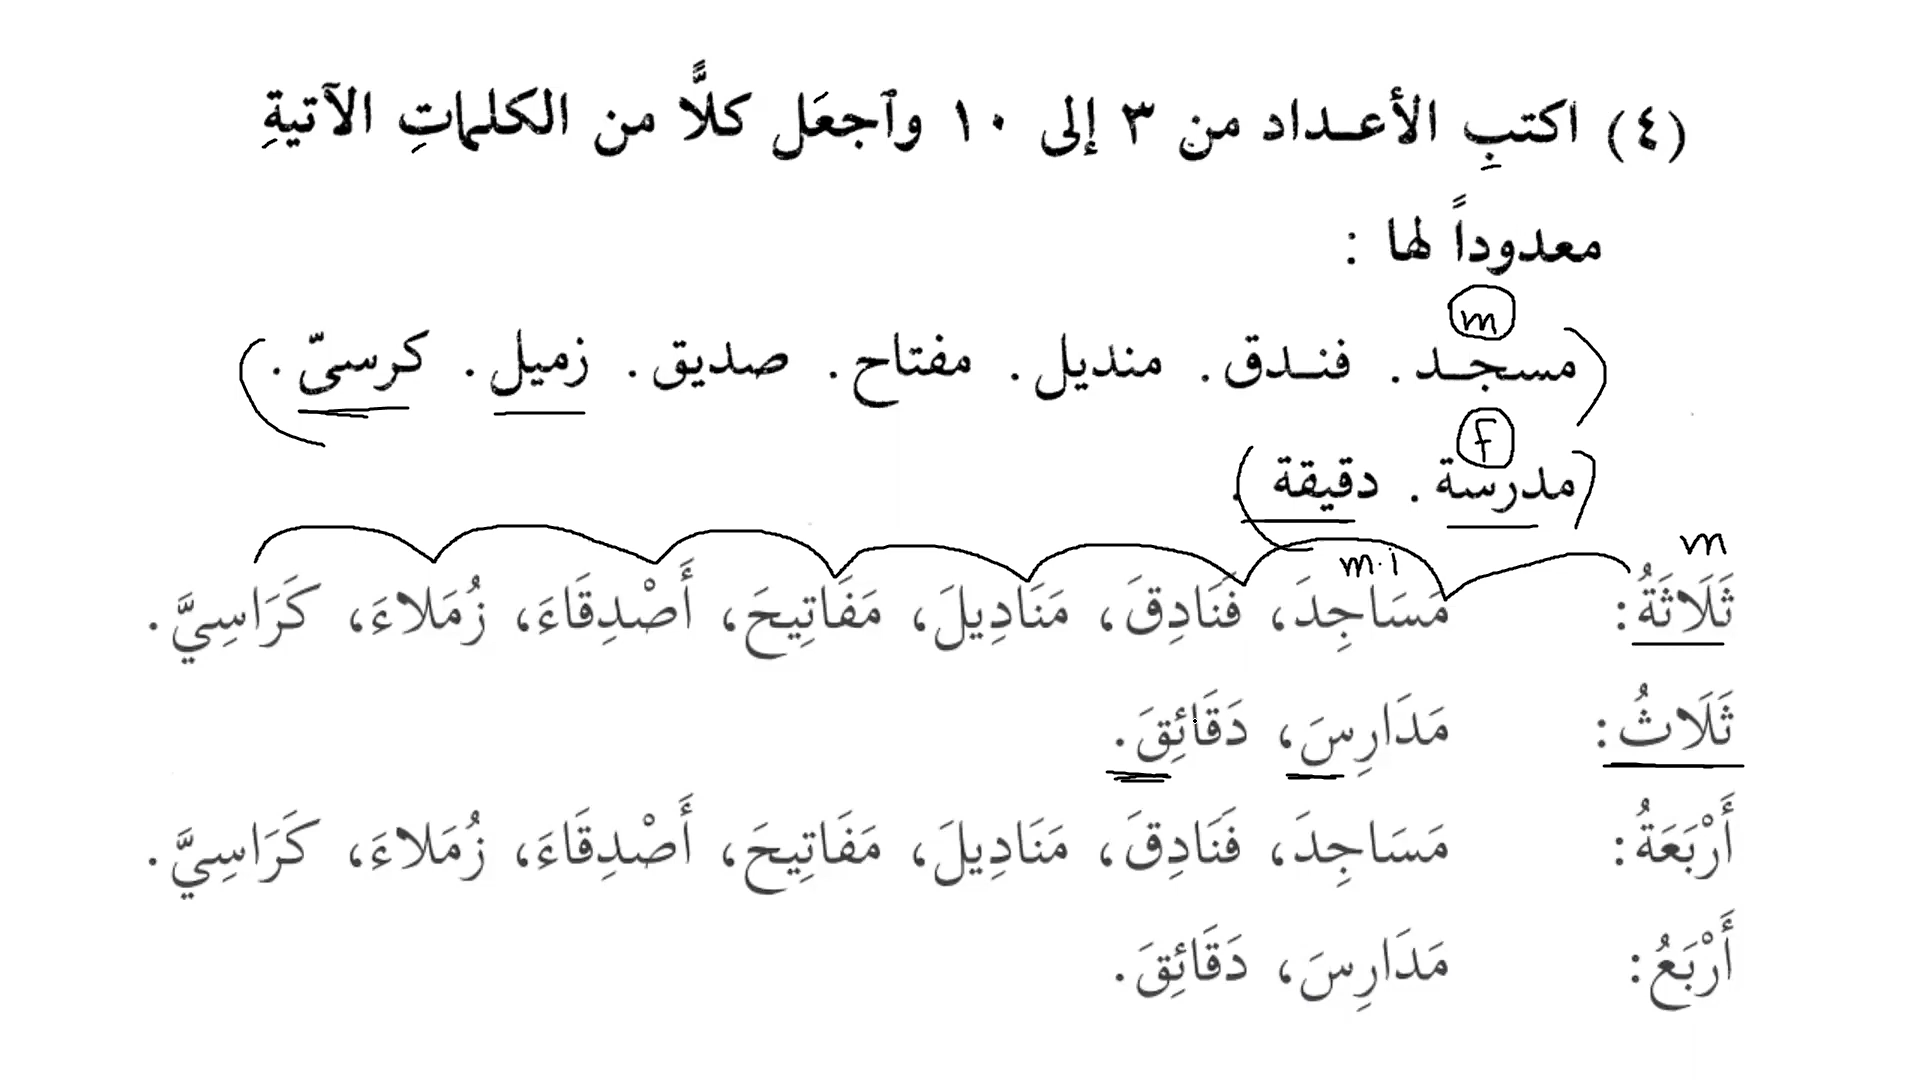 (٤) اكتبِ الأعـداد من ٣ إلى ١٠ وٱجعَل كلًّا من الكلماتِ الآتيةِ
معدوداً لها :
m
مسجـد . فنـدق . منديل . مفتاح . صديق . زميل . كرسيّ .
f
مدرسة . دقيقة .
m
m.i
ثَلَاثَةُ: مَسَاجِدَ، فَنَادِقَ، مَنَادِيلَ، مَفَاتِيحَ، أَصْدِقَاءَ، زُمَلاءَ، كَرَاسِيَّ.
ثَلَاثُ: مَدَارِسَ، دَقَائِقَ.
أَرْبَعَةُ: مَسَاجِدَ، فَنَادِقَ، مَنَادِيلَ، مَفَاتِيحَ، أَصْدِقَاءَ، زُمَلاءَ، كَرَاسِيَّ.
أَرْبَعُ: مَدَارِسَ، دَقَائِقَ.